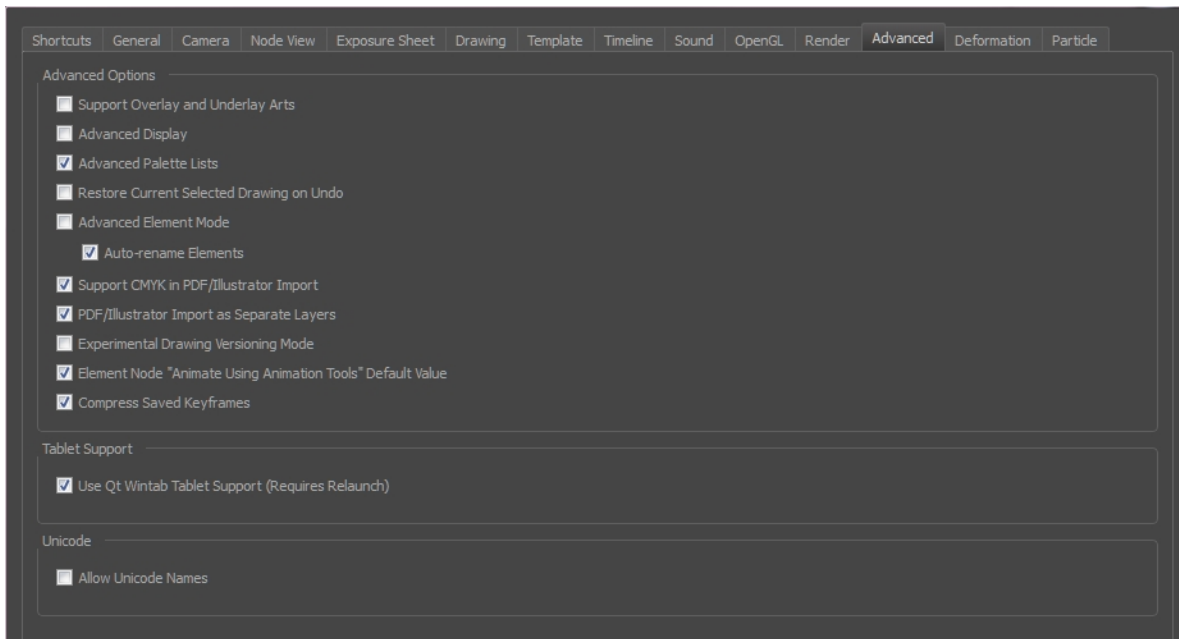 Shortcuts General Camera Node View Exposure Sheet Drawing Template Timeline Sound OpenGL Render Advanced Deformation Particle
Advanced Options
Support Overlay and Underlay Arts
Advanced Display
Advanced Palette Lists
Restore Current Selected Drawing on Undo
Advanced Element Mode
Auto-rename Elements
Support CMYK in PDF/Illustrator Import
PDF/Illustrator Import as Separate Layers
Experimental Drawing Versioning Mode
Element Node "Animate Using Animation Tools" Default Value
Compress Saved Keyframes
Tablet Support
Use Qt Wintab Tablet Support (Requires Relaunch)
Unicode
Allow Unicode Names